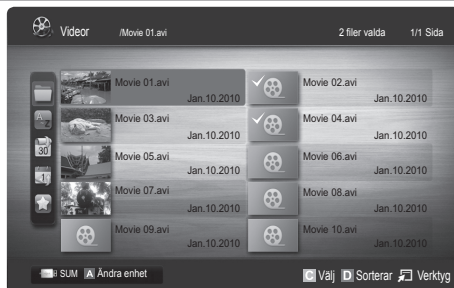 Videor /Movie 01.avi 2 filer valda 1/1 Sida
Movie 01.avi
Jan.10.2010
Movie 02.avi
Jan.10.2010
Movie 03.avi
Jan.10.2010
Movie 04.avi
Jan.10.2010
Movie 05.avi
Jan.10.2010
Movie 06.avi
Jan.10.2010
Movie 07.avi
Jan.10.2010
Movie 08.avi
Jan.10.2010
Movie 09.avi
Jan.10.2010
Movie 10.avi
Jan.10.2010
A
30
1
SUM A Ändra enhet C Välj D Sorterar Verktyg